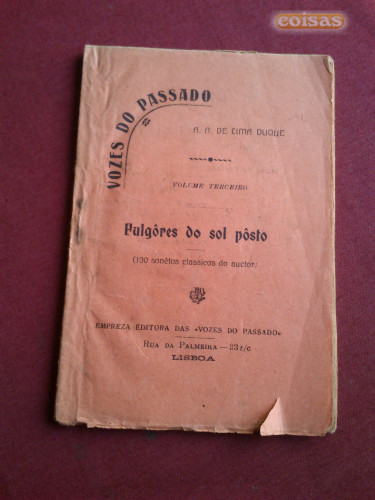 coisas
VOZES DO PASSADO
A. A. DE LIMA DUQUE
VOLUME TERCEIRO
Fulgôres do sol pôsto
(130 sonêtos classicos do auctor)
EMPREZA EDITORA DAS «VOZES DO PASSADO»
RUA DA PALMEIRA — 23 r/c
LISBOA